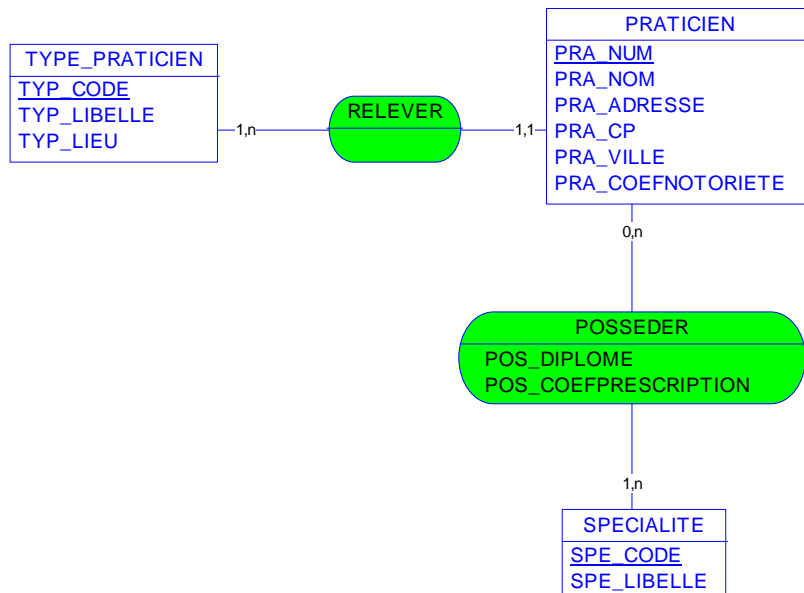 TYPE_PRATICIEN
TYP_CODE
TYP_LIBELLE
TYP_LIEU
1,n
RELEVER
1,1
PRATICIEN
PRA_NUM
PRA_NOM
PRA_ADRESSE
PRA_CP
PRA_VILLE
PRA_COEFNOTORIETE
0,n
POSSEDER
POS_DIPLOME
POS_COEFPRESCRIPTION
1,n
SPECIALITE
SPE_CODE
SPE_LIBELLE